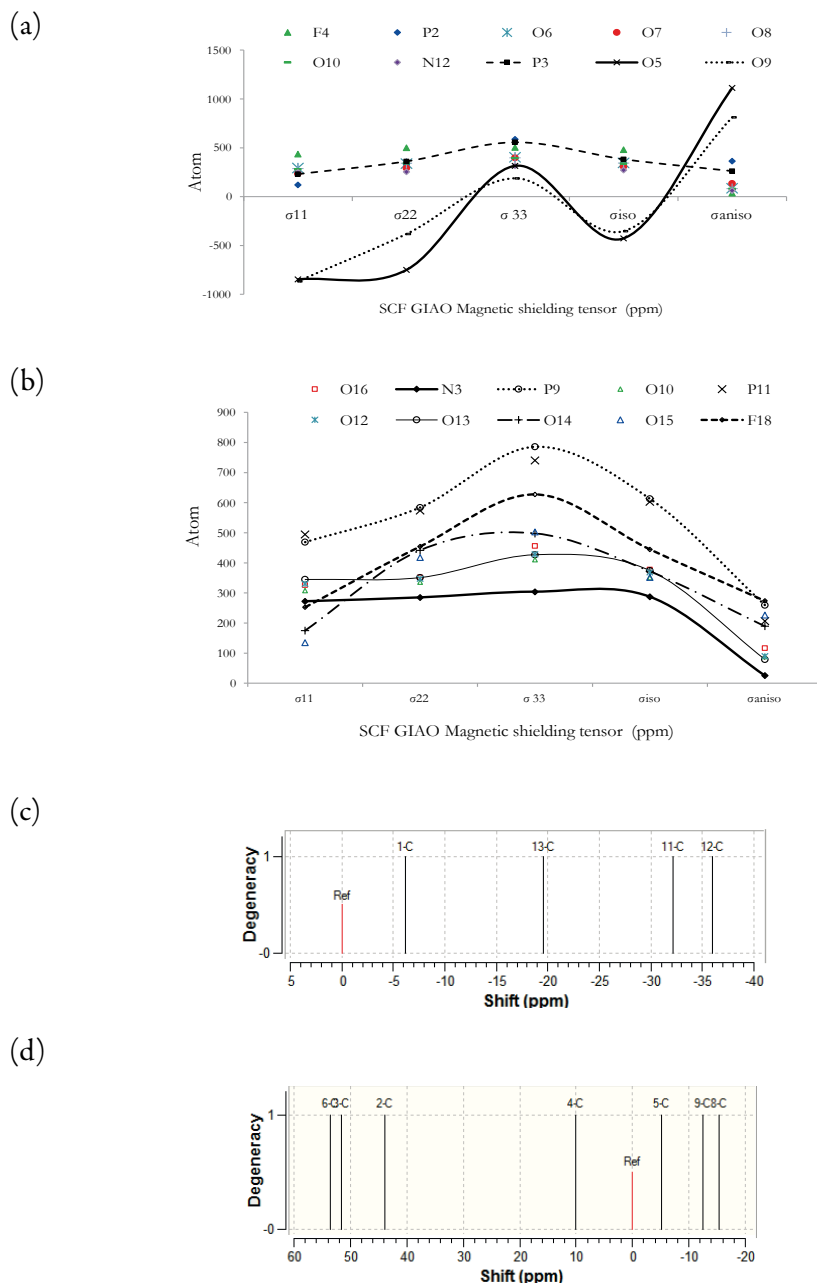 (a)
F4 P2 O6 O7 O8
O10 N12 P3 O5 O9
1500
1000
500
0
-500
-1000
Atom
σ11 σ22 σ 33 σiso σaniso
SCF GIAO Magnetic shielding tensor (ppm)
(b)
O16 N3 P9 O10 P11
O12 O13 O14 O15 F18
900
800
700
600
500
400
300
200
100
0
Atom
σ11 σ22 σ 33 σiso σaniso
SCF GIAO Magnetic shielding tensor (ppm)
(c)
1-C 13-C 11-C 12-C
1
Ref
-0
Degeneracy
5 0 -5 -10 -15 -20 -25 -30 -35 -40
Shift (ppm)
(d)
6-C 3-C 2-C 4-C 5-C 9-C 8-C
1
Ref
-0
Degeneracy
60 50 40 30 20 10 0 -10 -20
Shift (ppm)